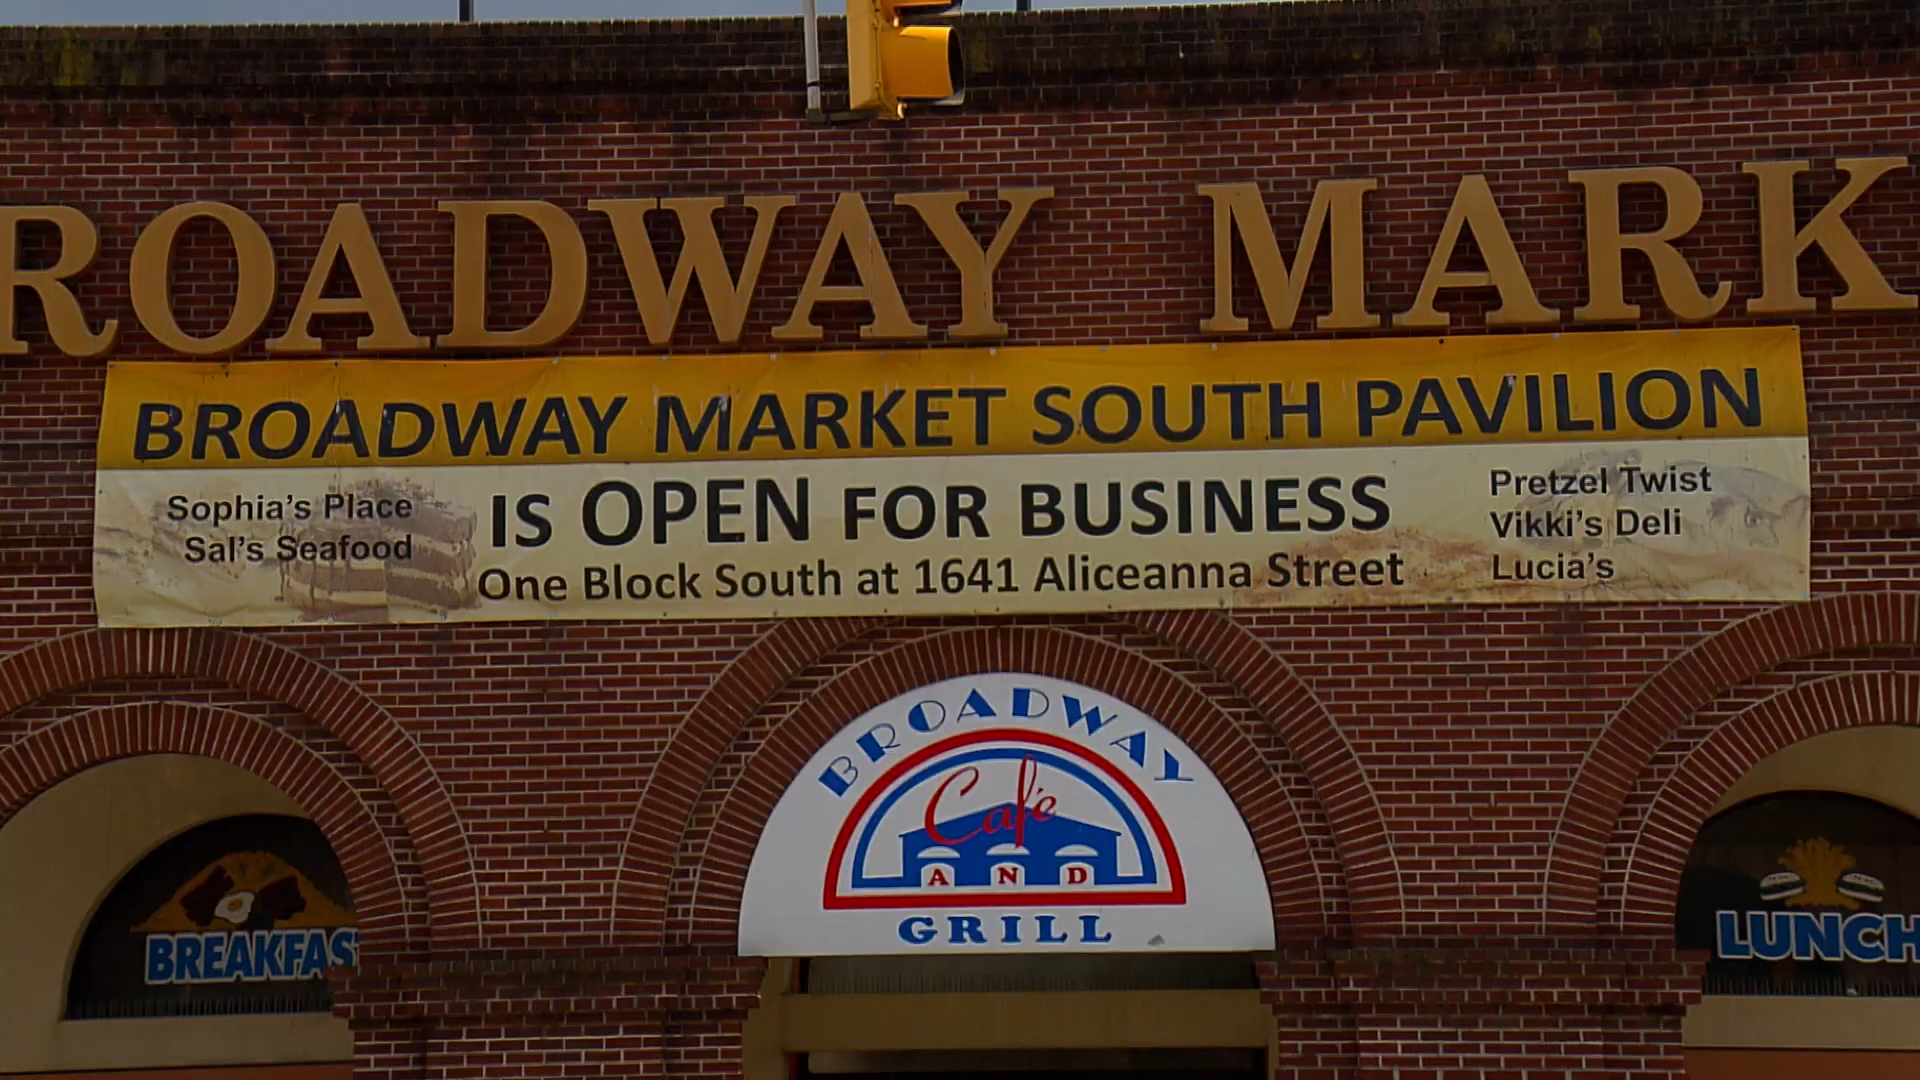 ROADWAY MARK
BROADWAY MARKET SOUTH PAVILION
IS OPEN FOR BUSINESS
One Block South at 1641 Aliceanna Street
Sophia's Place
Sal's Seafood
Pretzel Twist
Vikki's Deli
Lucia's
BROADWAY
Café
AND
GRILL
BREAKFAS
LUNCH